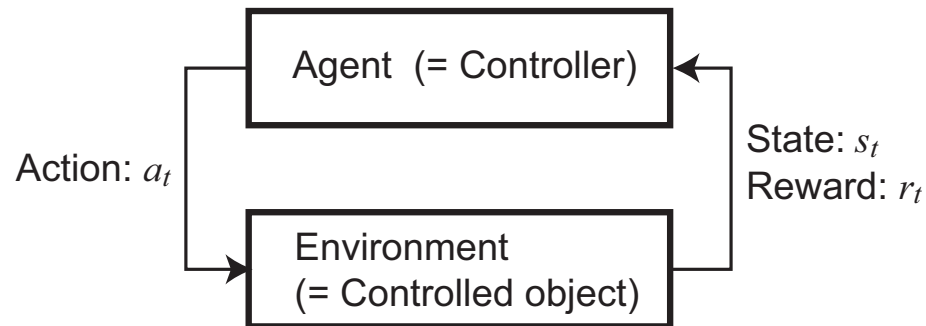 Agent (= Controller)
Action: aₜ
State: sₜ
Reward: rₜ
Environment
(= Controlled object)